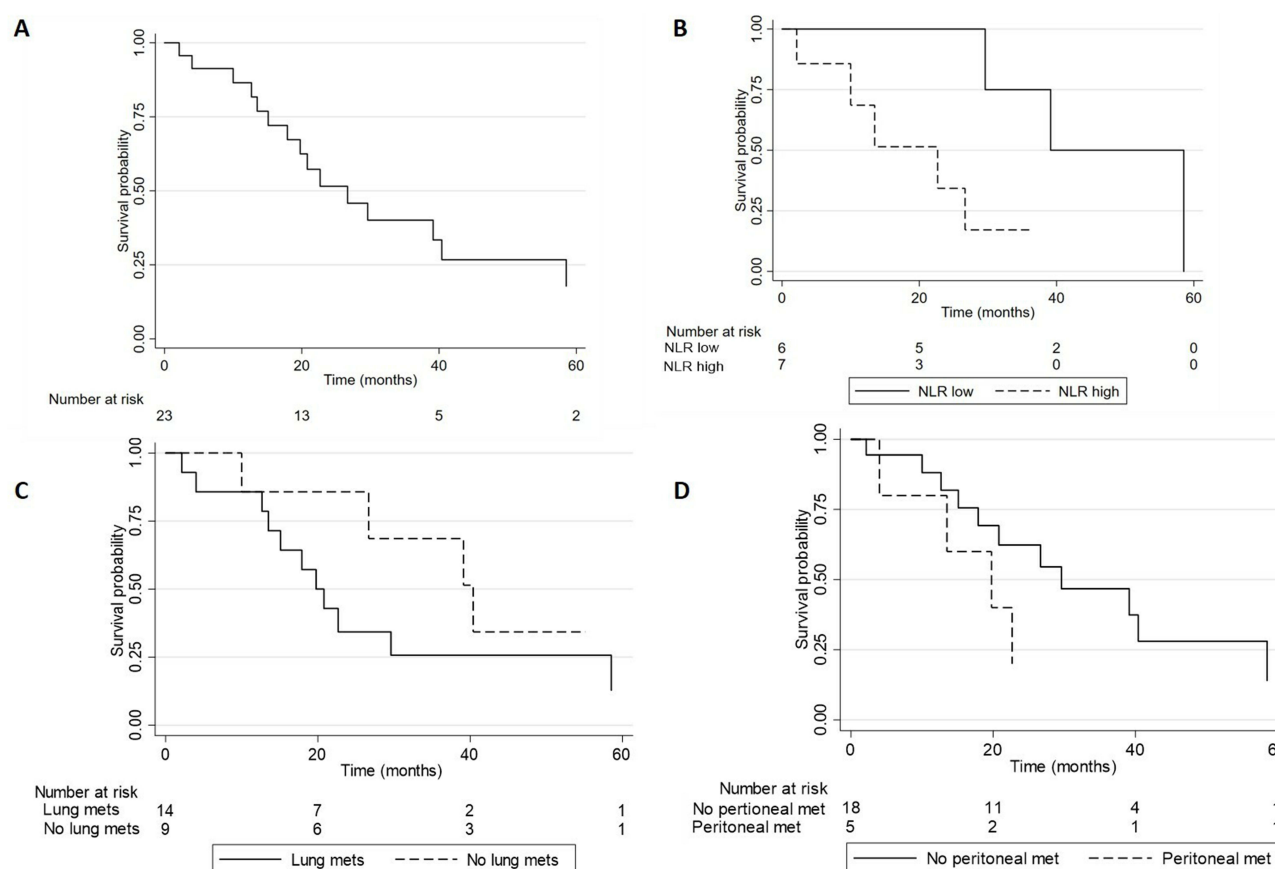 A
Survival probability
1.00
0.75
0.50
0.25
0.00
0 20 40 60
Time (months)
Number at risk
23 13 5 2
B
Survival probability
1.00
0.75
0.50
0.25
0.00
0 20 40 60
Time (months)
Number at risk
NLR low 6 5 2 0
NLR high 7 3 0 0
NLR low NLR high
C
Survival probability
1.00
0.75
0.50
0.25
0.00
0 20 40 60
Time (months)
Number at risk
Lung mets 14 7 2 1
No lung mets 9 6 3 1
Lung mets No lung mets
D
Survival probability
1.00
0.75
0.50
0.25
0.00
0 20 40
Time (months)
Number at risk
No pertioneal met 18 11 4
Peritoneal met 5 2 1
No peritoneal met Peritoneal met